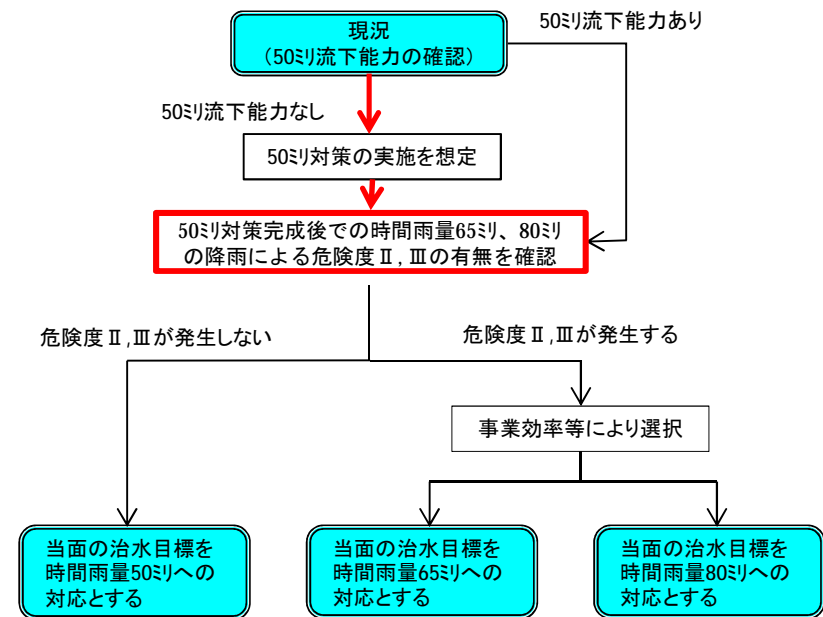 現況
(50ﾐﾘ流下能力の確認)
50ﾐﾘ流下能力あり
50ﾐﾘ流下能力なし
50ﾐﾘ対策の実施を想定
50ﾐﾘ対策完成後での時間雨量65ﾐﾘ、80ﾐﾘ
の降雨による危険度Ⅱ,Ⅲの有無を確認
危険度Ⅱ,Ⅲが発生しない
危険度Ⅱ,Ⅲが発生する
事業効率等により選択
当面の治水目標を
時間雨量50ﾐﾘへの
対応とする
当面の治水目標を
時間雨量65ﾐﾘへの
対応とする
当面の治水目標を
時間雨量80ﾐﾘへの
対応とする